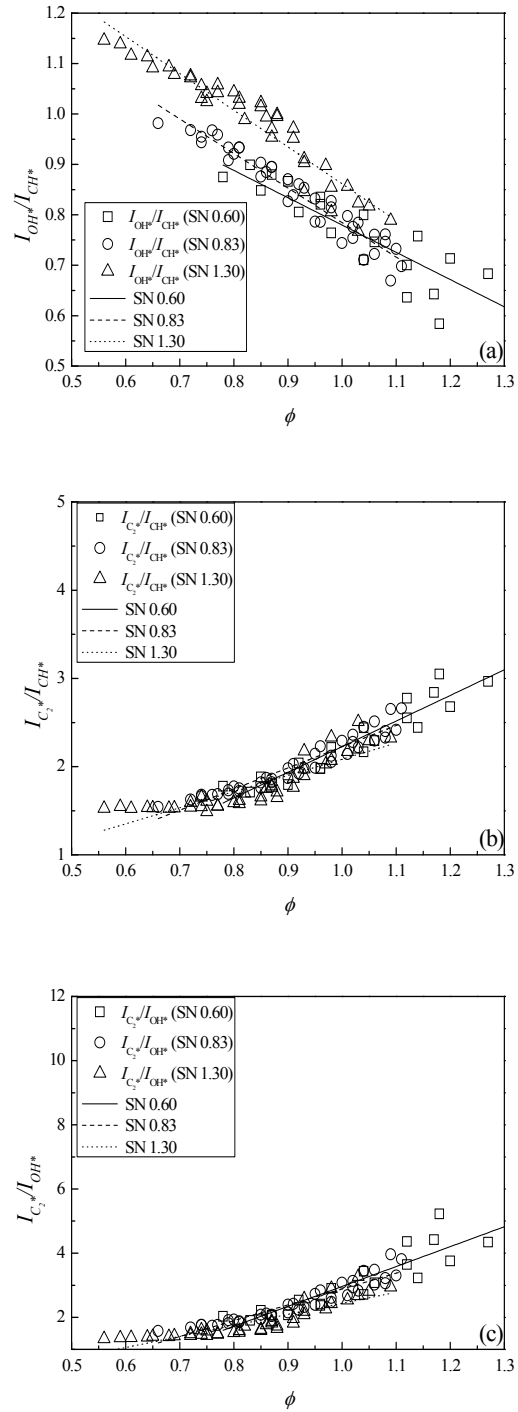 1.2
1.1
1.0
0.9
0.8
0.7
0.6
0.5
I_OH*/I_CH*
I_OH*/I_CH* (SN 0.60)
I_OH*/I_CH* (SN 0.83)
I_OH*/I_CH* (SN 1.30)
SN 0.60
SN 0.83
SN 1.30
(a)
0.5 0.6 0.7 0.8 0.9 1.0 1.1 1.2 1.3
ϕ
5
4
3
2
1
I_C₂*/I_CH*
I_C₂*/I_CH* (SN 0.60)
I_C₂*/I_CH* (SN 0.83)
I_C₂*/I_CH* (SN 1.30)
SN 0.60
SN 0.83
SN 1.30
(b)
0.5 0.6 0.7 0.8 0.9 1.0 1.1 1.2 1.3
ϕ
12
10
8
6
4
2
I_C₂*/I_OH*
I_C₂*/I_OH* (SN 0.60)
I_C₂*/I_OH* (SN 0.83)
I_C₂*/I_OH* (SN 1.30)
SN 0.60
SN 0.83
SN 1.30
(c)
0.5 0.6 0.7 0.8 0.9 1.0 1.1 1.2 1.3
ϕ